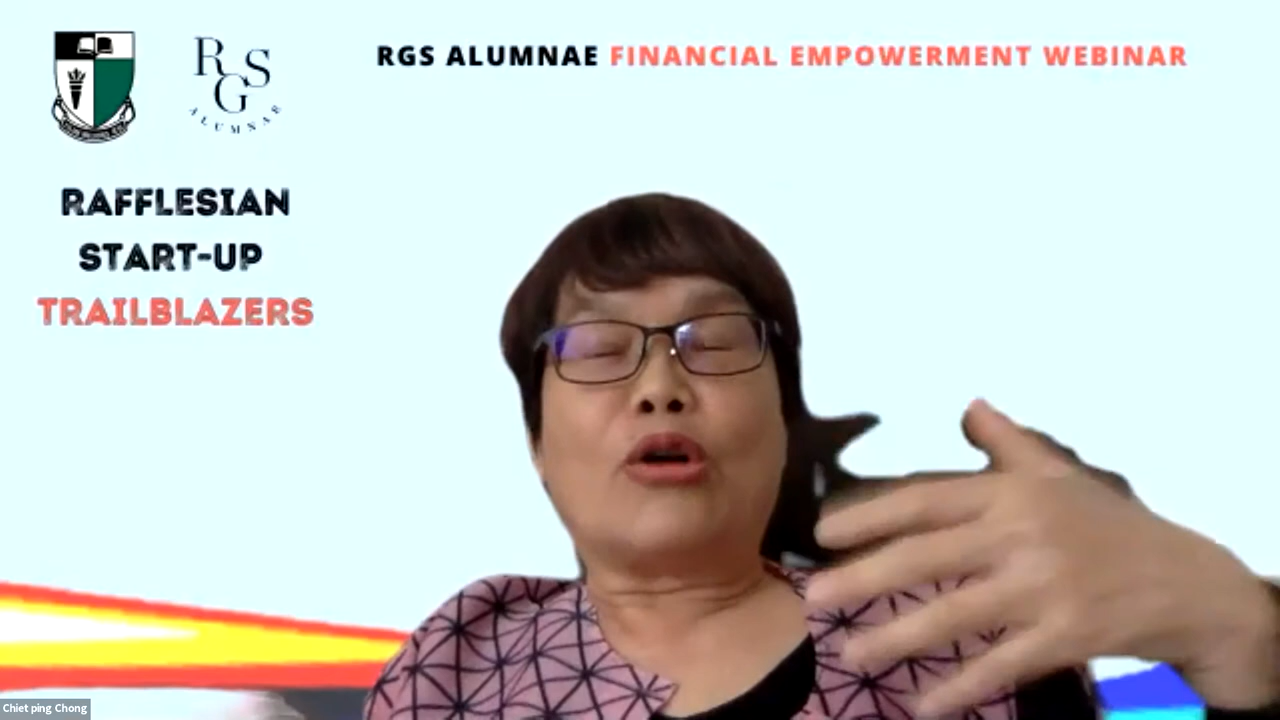 RGS ALUMNAE FINANCIAL EMPOWERMENT WEBINAR
RGS
ALUMNAE
RAFFLESIAN
START-UP
TRAILBLAZERS
Chiet ping Chong